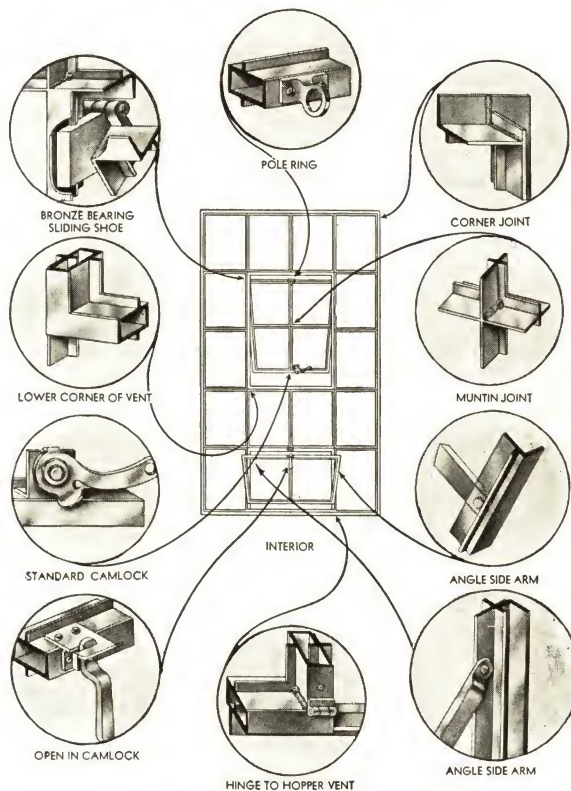 POLE RING
BRONZE BEARING
SLIDING SHOE
CORNER JOINT
LOWER CORNER OF VENT
MUNTIN JOINT
STANDARD CAMLOCK
INTERIOR
ANGLE SIDE ARM
OPEN IN CAMLOCK
HINGE TO HOPPER VENT
ANGLE SIDE ARM